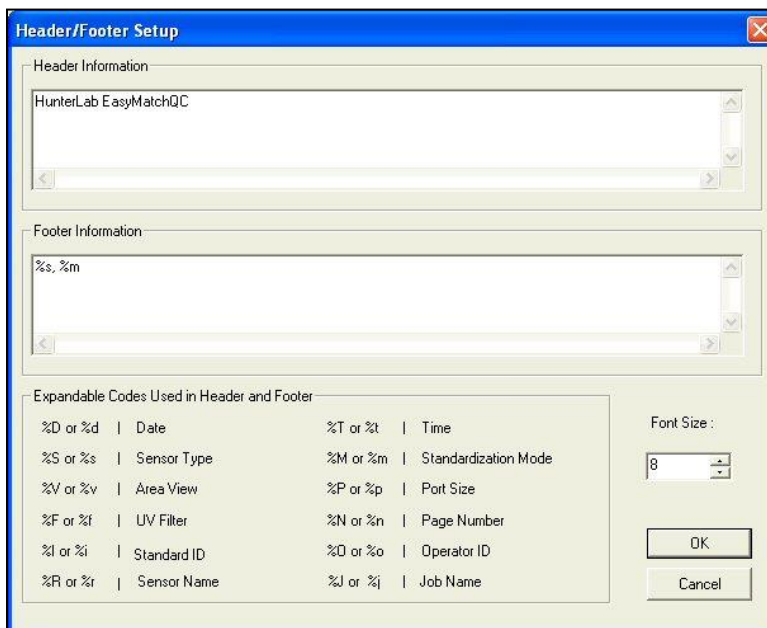 Header/Footer Setup
Header Information
HunterLab EasyMatchQC
Footer Information
%s, %m
Expandable Codes Used in Header and Footer
%D or %d | Date %T or %t | Time
%S or %s | Sensor Type %M or %m | Standardization Mode
%V or %v | Area View %P or %p | Port Size
%F or %f | UV Filter %N or %n | Page Number
%I or %i | Standard ID %O or %o | Operator ID
%R or %r | Sensor Name %J or %j | Job Name
Font Size :
8
OK
Cancel